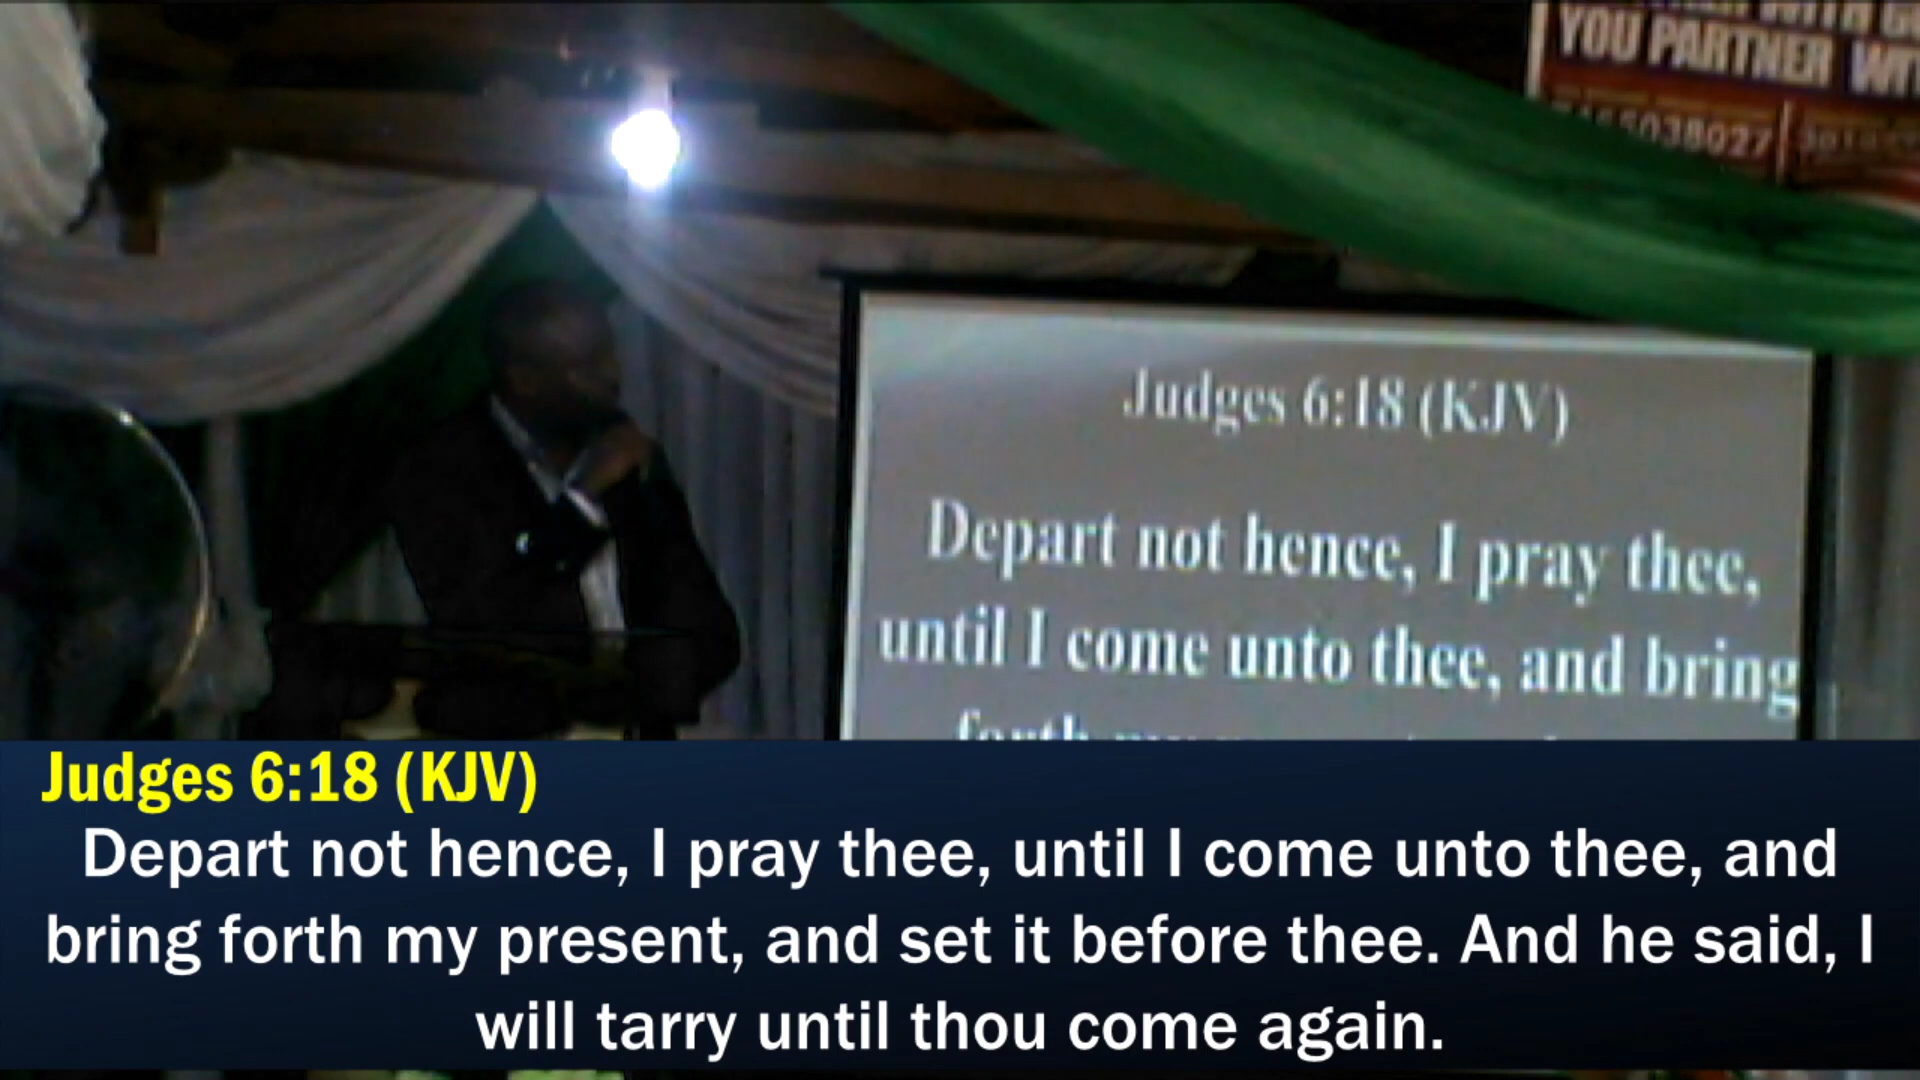 YOU PARTNER
Judges 6:18 (KJV)
Depart not hence, I pray thee,
until I come unto thee, and bring
forth
Judges 6:18 (KJV)
Depart not hence, I pray thee, until I come unto thee, and
bring forth my present, and set it before thee. And he said, I
will tarry until thou come again.